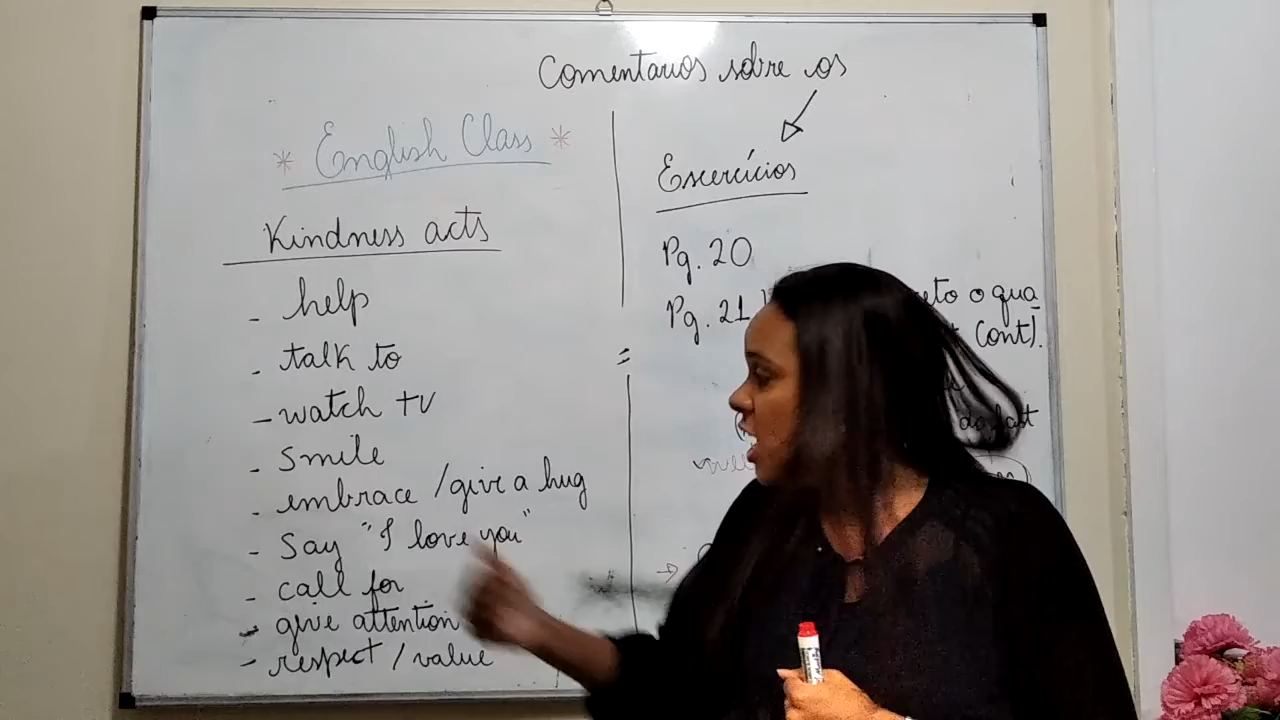 Comentarios sobre os
* English Class *
Kindness acts
- help
- talk to
- watch TV
- Smile
- embrace / give a hug
- Say "I love you"
- call for
- give attention
- respect / value
Exercícios
Pg. 20
Pg. 21
o qua
Cont).